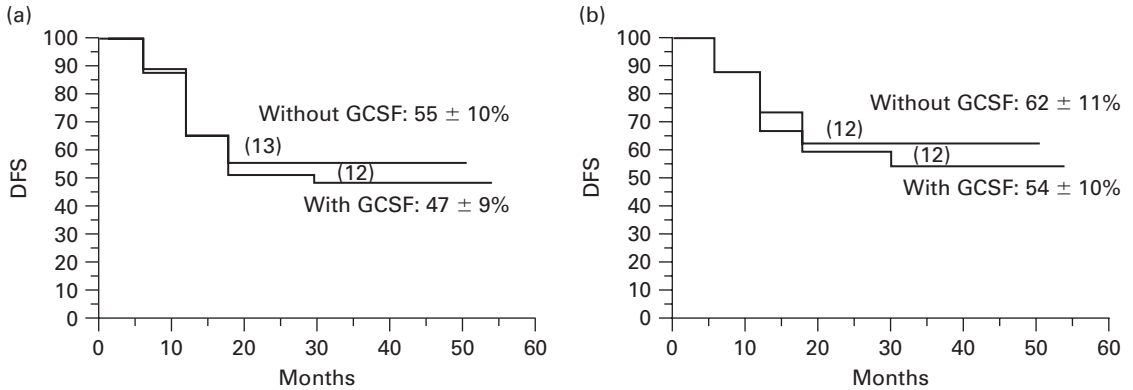 (a)
100
90
80
70
60
50
40
30
20
10
0
DFS
Without GCSF: 55 ± 10%
(13)
(12)
With GCSF: 47 ± 9%
0 10 20 30 40 50 60
Months
(b)
100
90
80
70
60
50
40
30
20
10
0
DFS
Without GCSF: 62 ± 11%
(12)
(12)
With GCSF: 54 ± 10%
0 10 20 30 40 50 60
Months